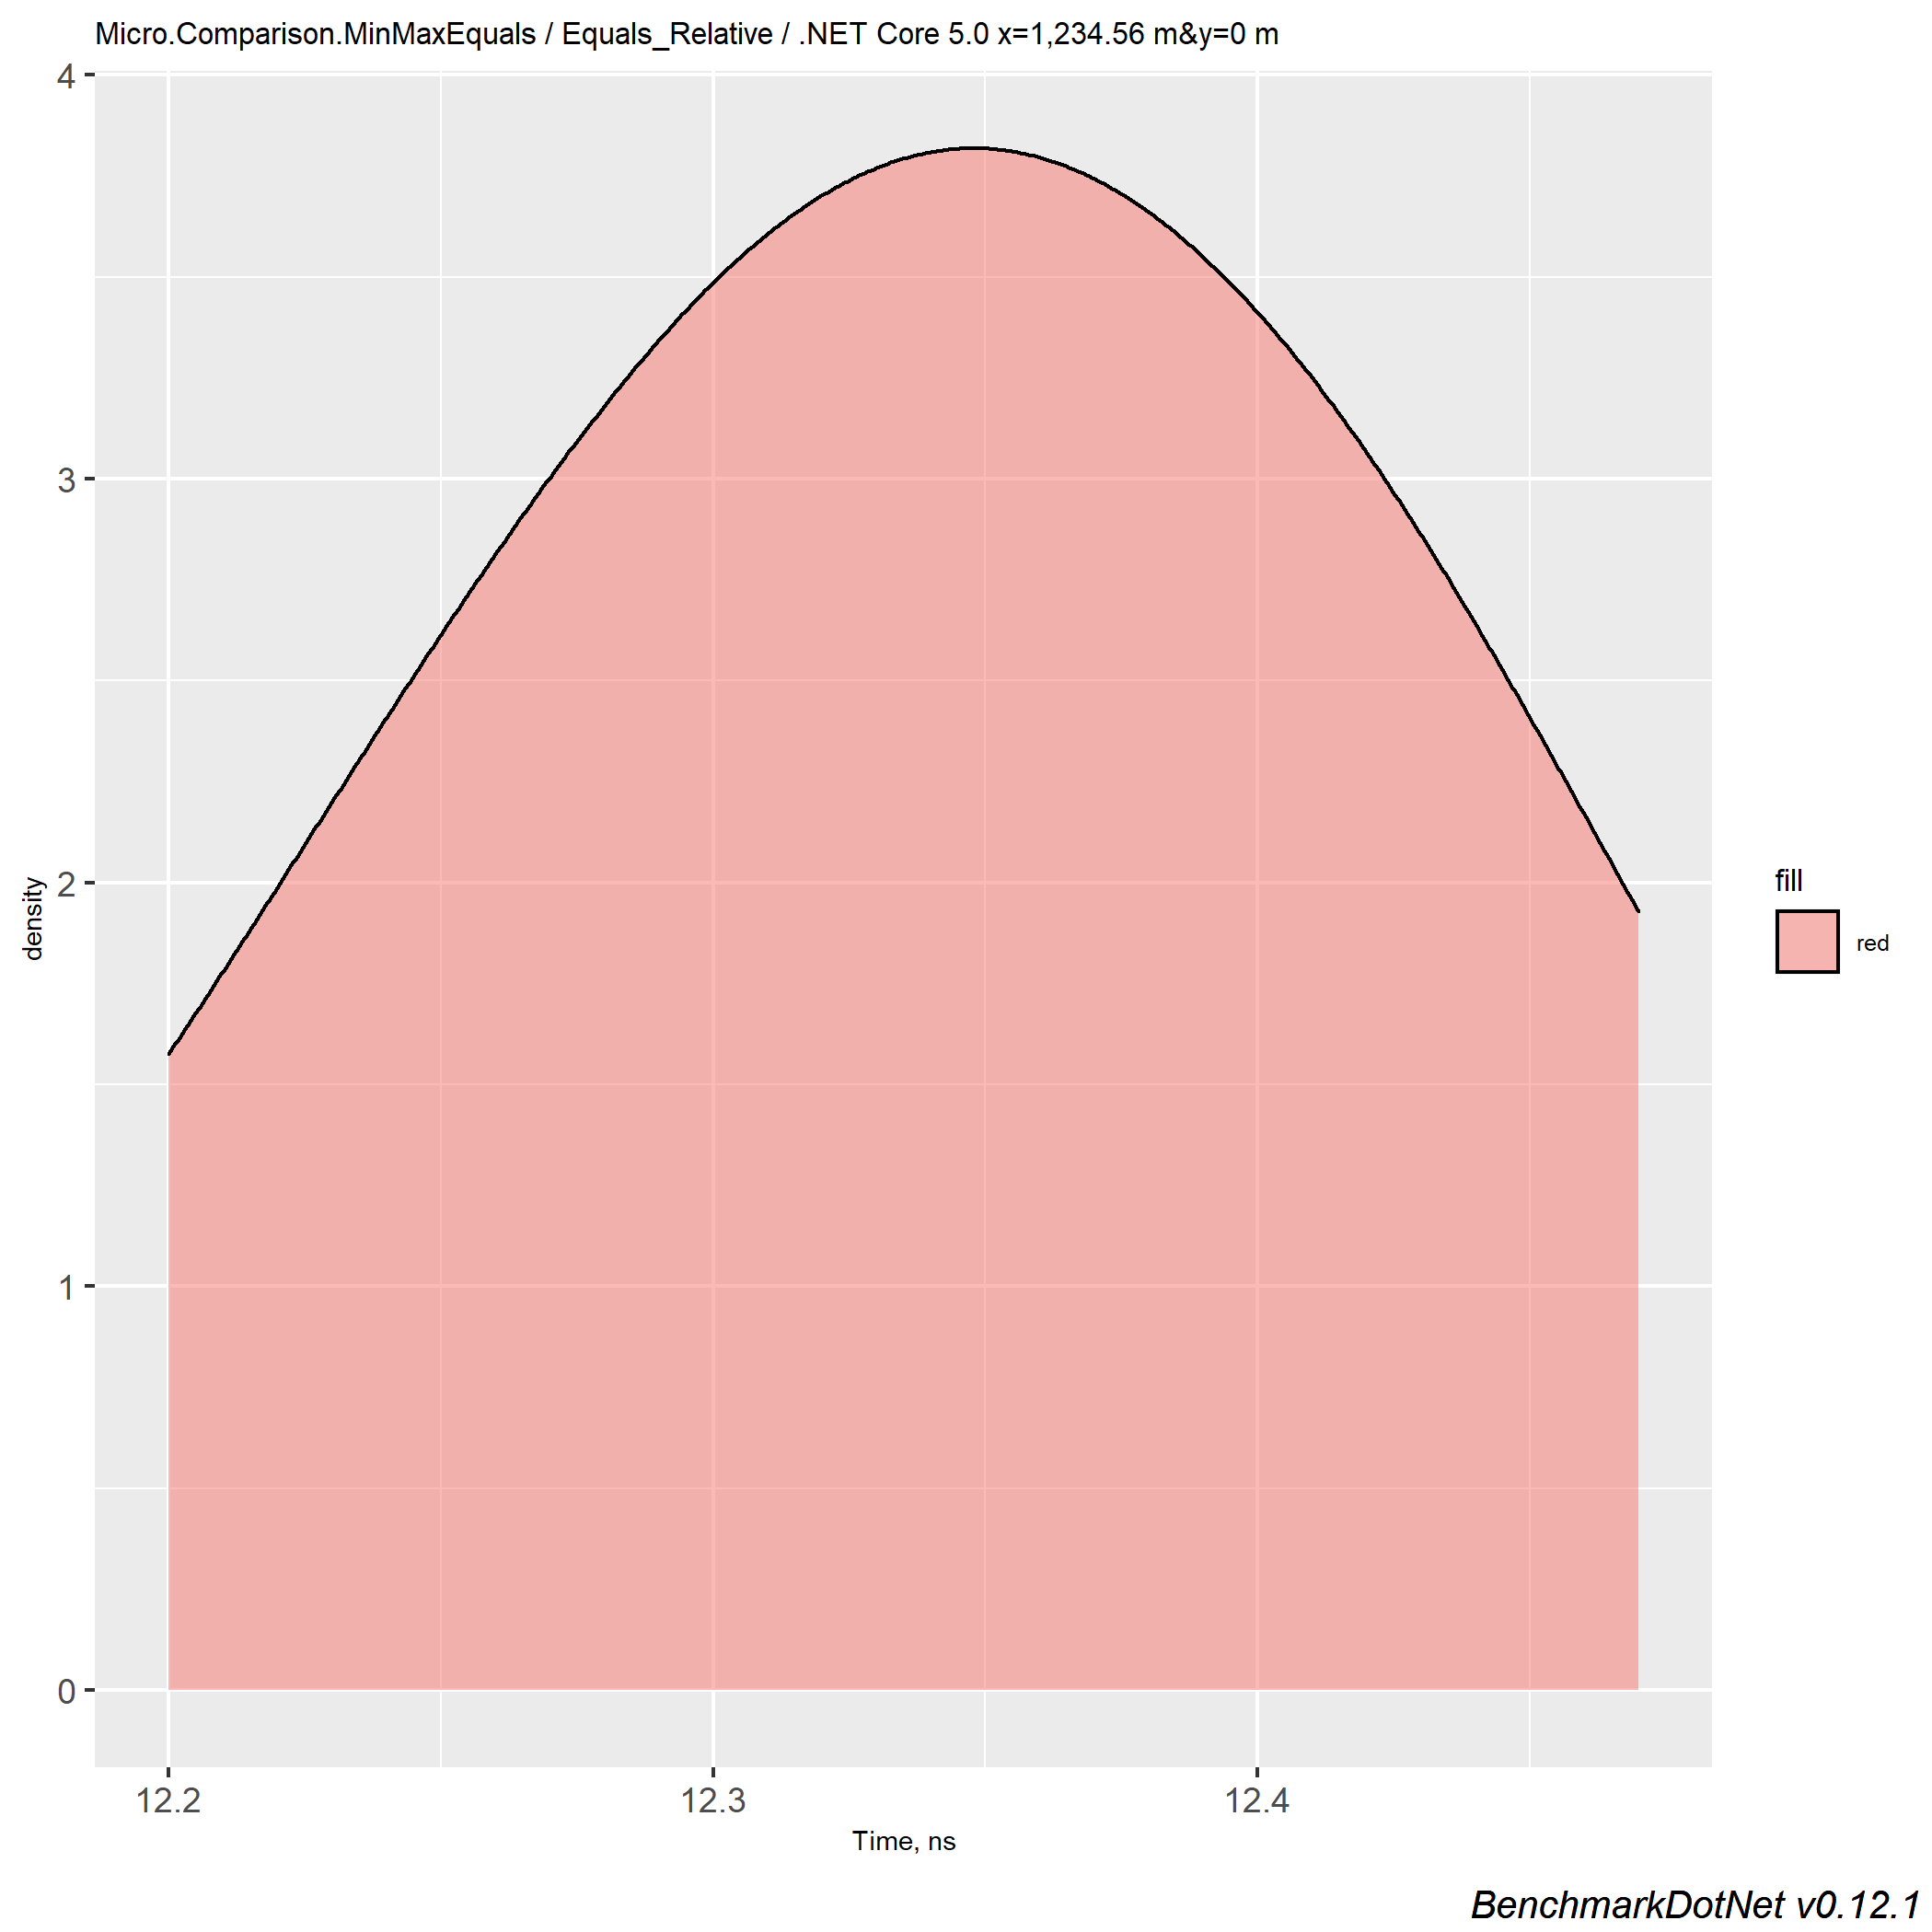 Micro.Comparison.MinMaxEquals / Equals_Relative / .NET Core 5.0 x=1,234.56 m&y=0 m
4
3
2
1
0
density
12.2 12.3 12.4
Time, ns
fill
red
BenchmarkDotNet v0.12.1